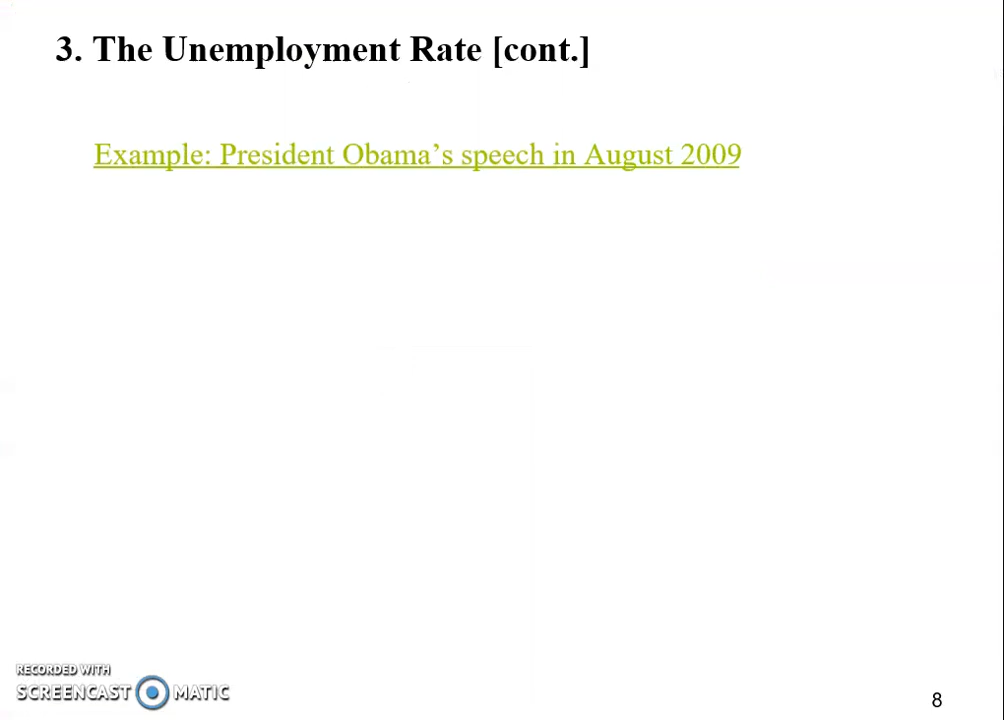 3. The Unemployment Rate [cont.]
Example: President Obama’s speech in August 2009
RECORDED WITH
SCREENCAST MATIC
8